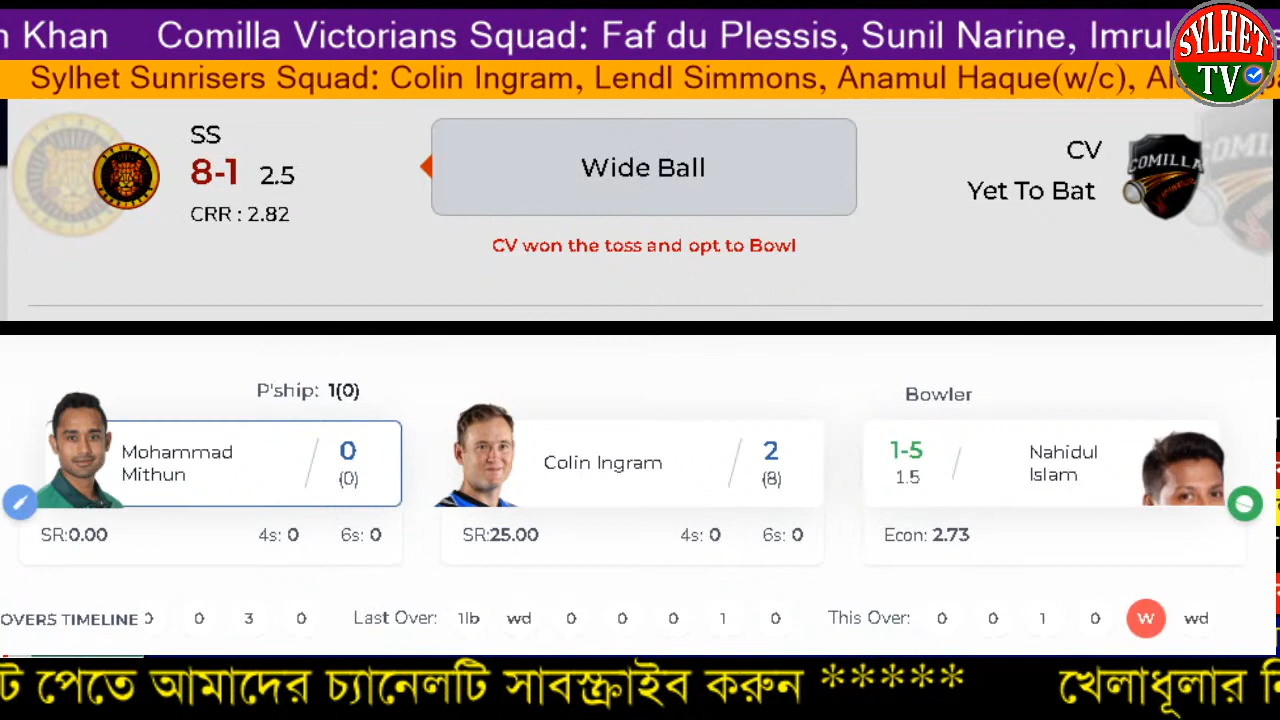 n Khan Comilla Victorians Squad: Faf du Plessis, Sunil Narine, Imrul
SYLHET TV
Sylhet Sunrisers Squad: Colin Ingram, Lendl Simmons, Anamul Haque(w/c), Al
SS
8-1 2.5
CRR : 2.82
Wide Ball
CV won the toss and opt to Bowl
CV
Yet To Bat
COMILLA
P'ship: 1(0)
Mohammad Mithun 0 (0)
SR:0.00 4s: 0 6s: 0
Colin Ingram 2 (8)
SR:25.00 4s: 0 6s: 0
Bowler
1-5 1.5 Nahidul Islam
Econ: 2.73
OVERS TIMELINE 0 0 3 0 Last Over: 1lb wd 0 0 0 1 0 This Over: 0 0 1 0 W wd
ট পেতে আমাদের চ্যানেলটি সাবস্ক্রাইব করুন ***** খেলাধূলার নি